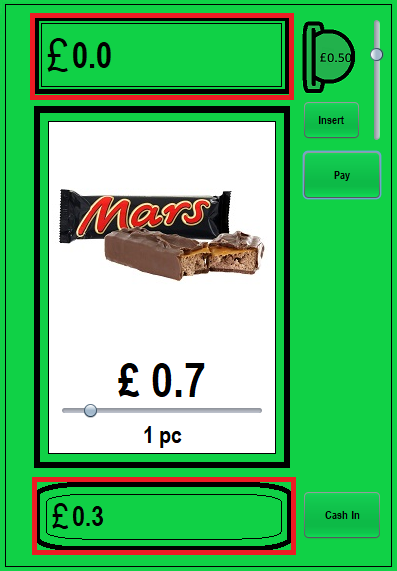 £0.0
£0.50
Insert
Pay
Mars
£ 0.7
1 pc
£0.3
Cash In